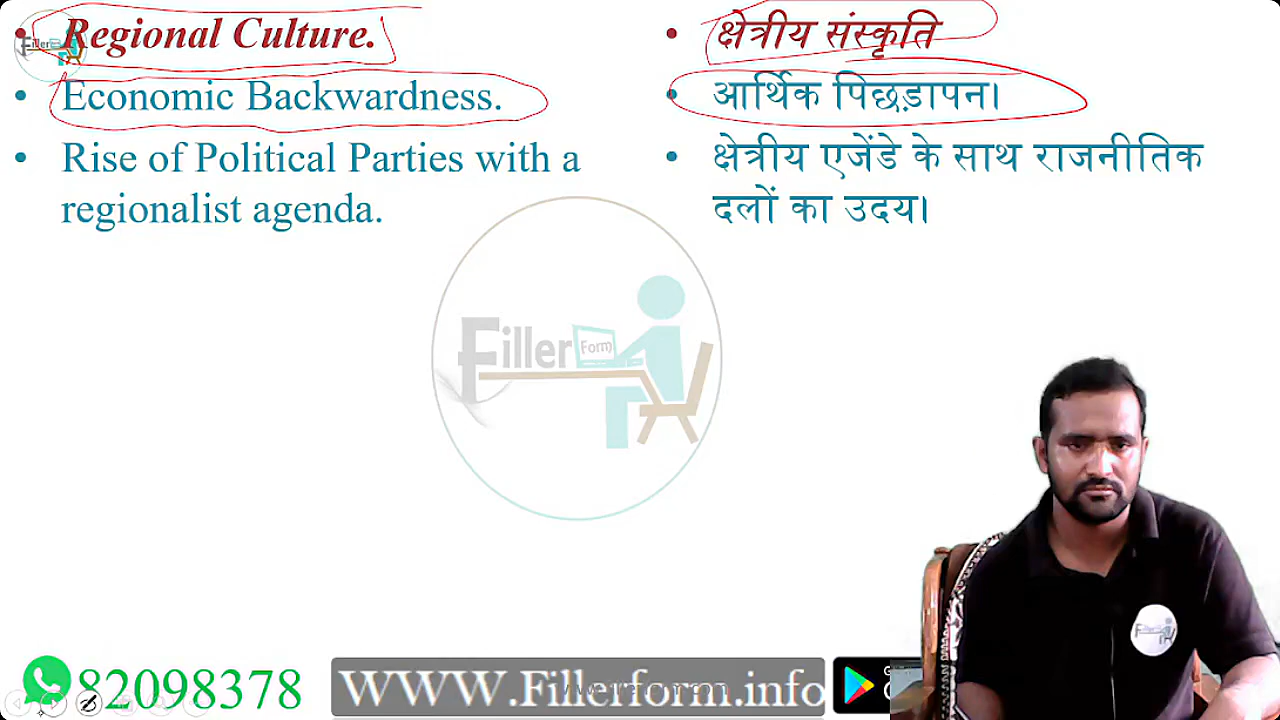 Regional Culture.
Economic Backwardness.
Rise of Political Parties with a
regionalist agenda.
क्षेत्रीय संस्कृति
आर्थिक पिछड़ापन।
क्षेत्रीय एजेंडे के साथ राजनीतिक
दलों का उदय।
Filler Form
82098378
WWW.Fillerform.info